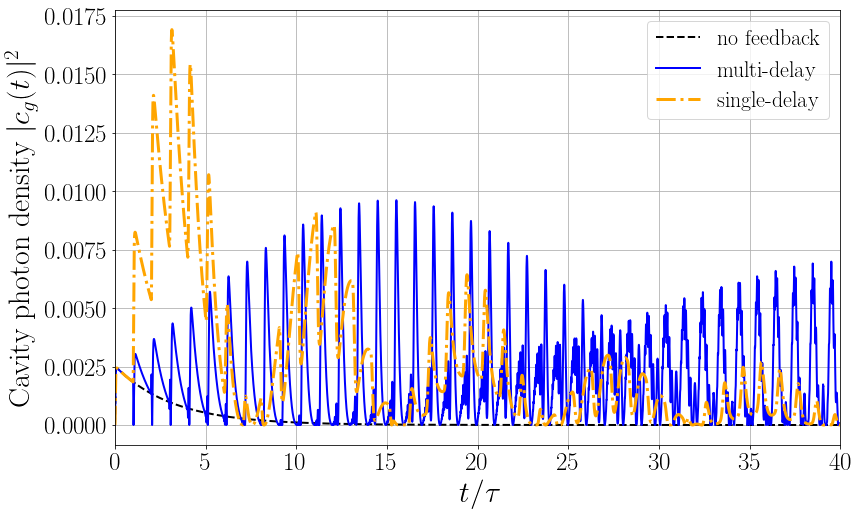 Cavity photon density $|c_g(t)|^2$
0.0175
0.0150
0.0125
0.0100
0.0075
0.0050
0.0025
0.0000
no feedback
multi-delay
single-delay
0 5 10 15 20 25 30 35 40
$t/\tau$